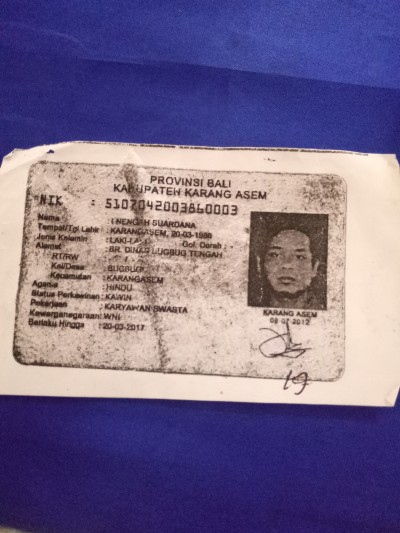 PROVINSI BALI
KABUPATEN KARANG ASEM
NIK : 5107042003860003
Nama : I NENGAH SUARDANA
Tempat/Tgl Lahir : KARANGASEM, 20-03-1986
Jenis Kelamin : LAKI-LAKI Gol. Darah : -
Alamat : BR. DINAS BUGBUG TENGAH
RT/RW : -
Kel/Desa : BUGBUG
Kecamatan : KARANGASEM
Agama : HINDU
Status Perkawinan : KAWIN
Pekerjaan : KARYAWAN SWASTA
Kewarganegaraan : WNI
Berlaku Hingga : 20-03-2017
KARANG ASEM
08-07-2012
19